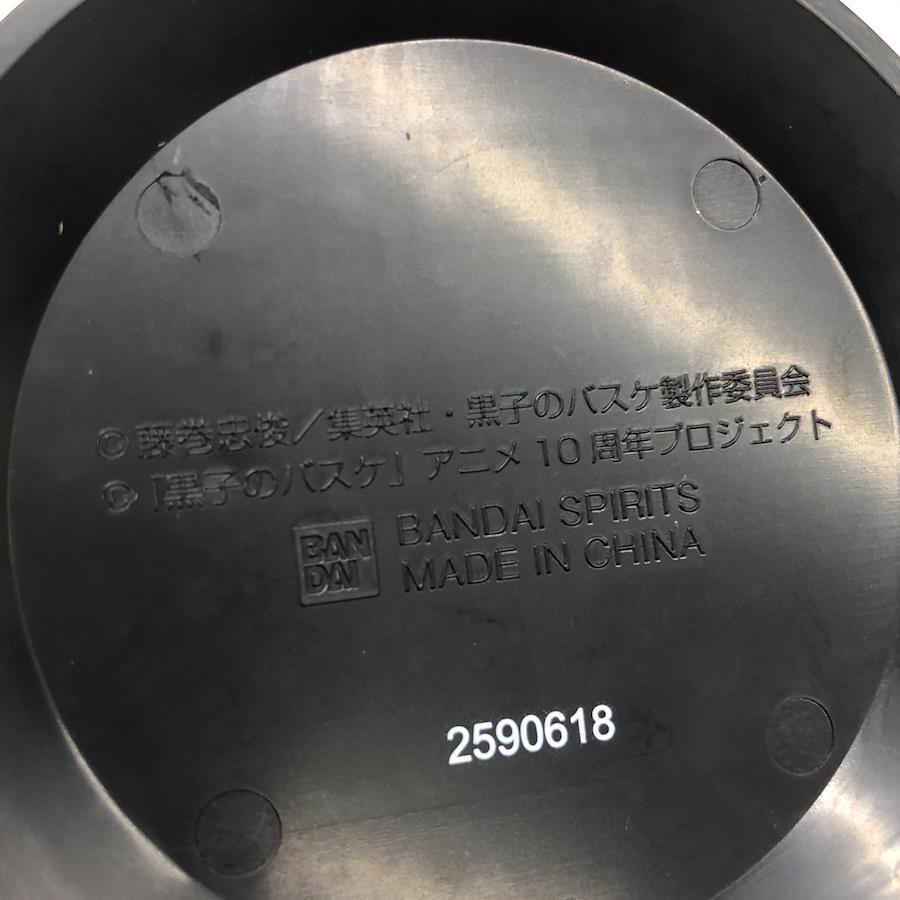 © 藤巻忠俊/集英社・黒子のバスケ製作委員会
© 「黒子のバスケ」アニメ10周年プロジェクト
BAN
DAI
BANDAI SPIRITS
MADE IN CHINA
2590618